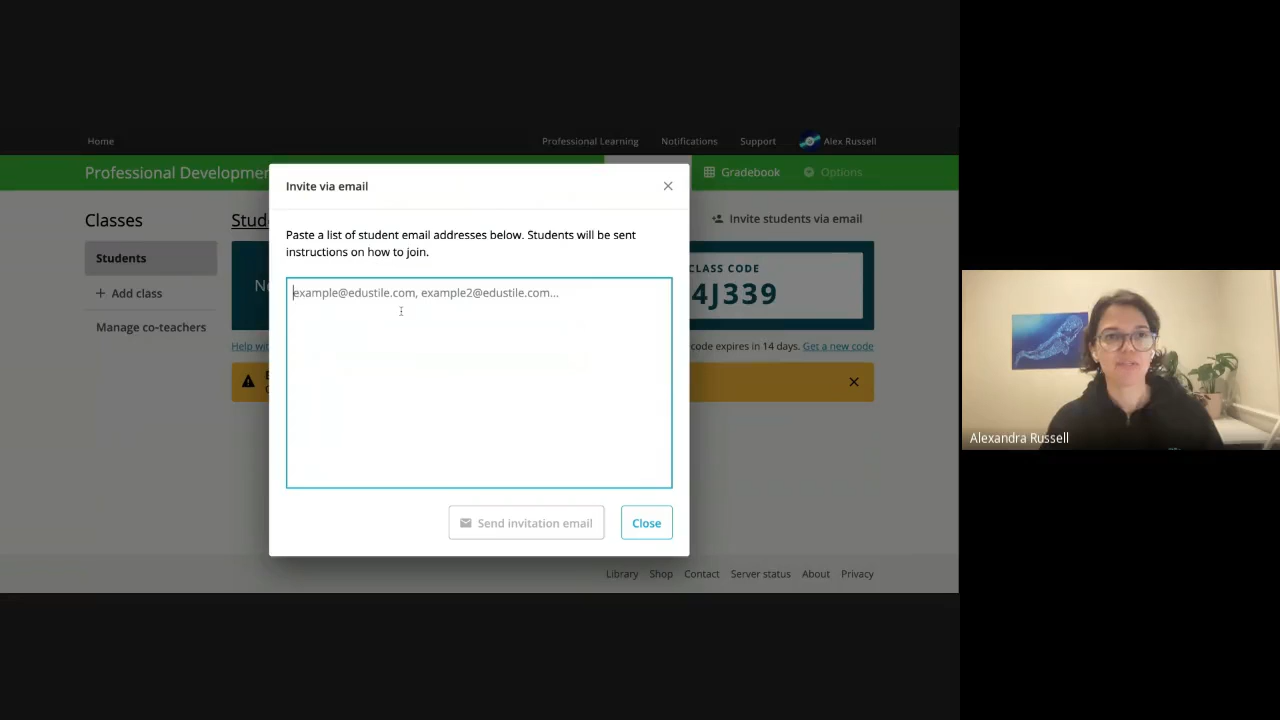 Home
Professional Learning
Notifications
Support
Alex Russell
Professional Developmen
Gradebook
Options
Invite via email
Classes
Stud
Invite students via email
Paste a list of student email addresses below. Students will be sent
instructions on how to join.
Students
CLASS CODE
4J339
example@edustile.com, example2@edustile.com...
Add class
Manage co-teachers
Help wit
code expires in 14 days. Get a new code
Alexandra Russell
Send invitation email
Close
Library
Shop
Contact
Server status
About
Privacy